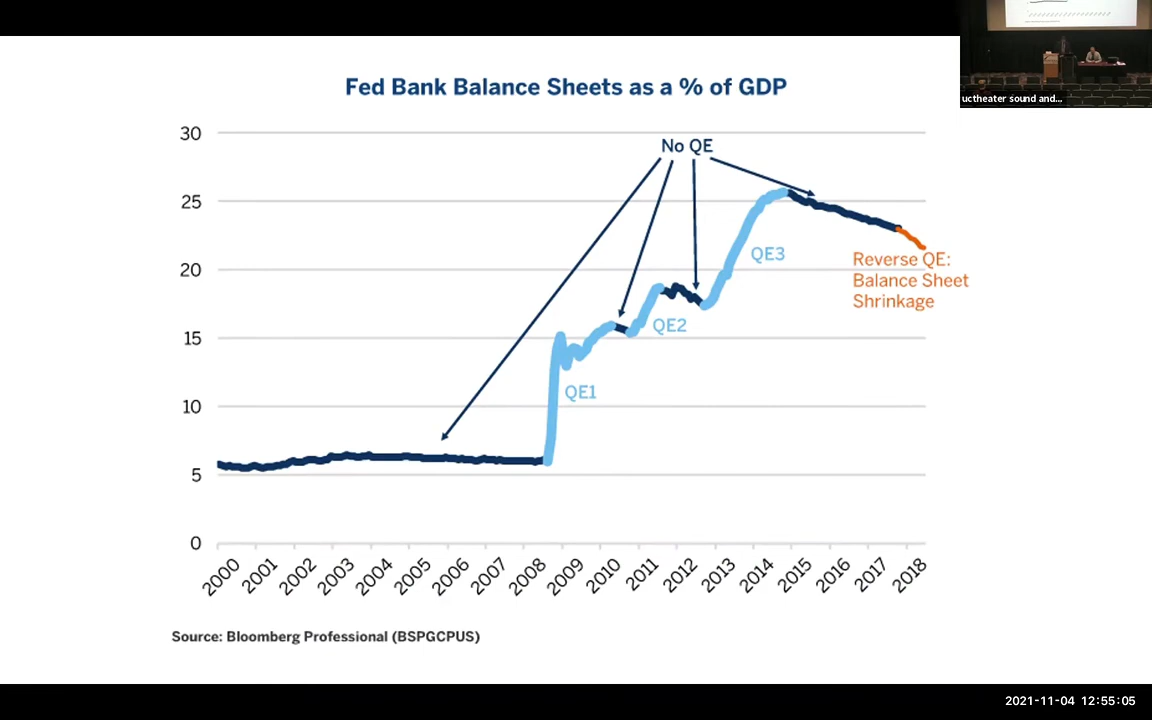 uctheater sound and...
Fed Bank Balance Sheets as a % of GDP
30
No QE
25
QE3
Reverse QE:
Balance Sheet
Shrinkage
20
QE2
15
QE1
10
5
0
2000
2001
2002
2003
2004
2005
2006
2007
2008
2009
2010
2011
2012
2013
2014
2015
2016
2017
2018
Source: Bloomberg Professional (BSPGCPUS)
2021-11-04 12:55:05